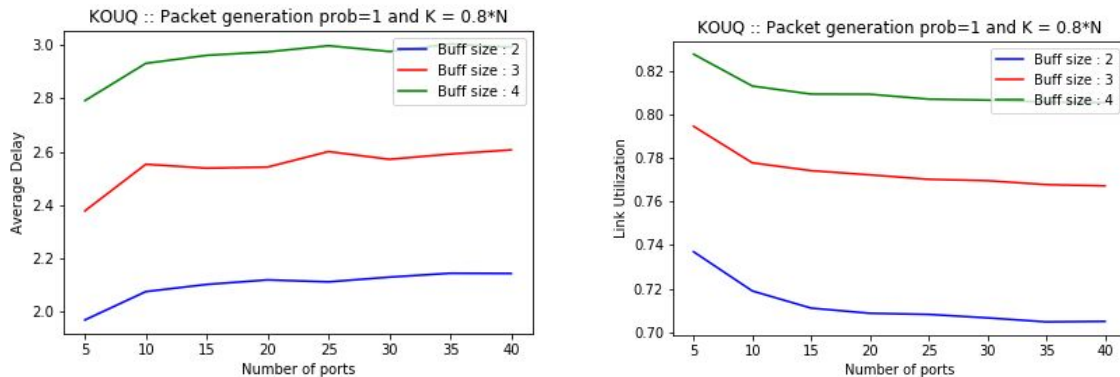 KOUQ :: Packet generation prob=1 and K = 0.8*N
Average Delay
3.0
2.8
2.6
2.4
2.2
2.0
Buff size : 2
Buff size : 3
Buff size : 4
5 10 15 20 25 30 35 40
Number of ports
KOUQ :: Packet generation prob=1 and K = 0.8*N
Link Utilization
0.82
0.80
0.78
0.76
0.74
0.72
0.70
Buff size : 2
Buff size : 3
Buff size : 4
5 10 15 20 25 30 35 40
Number of ports